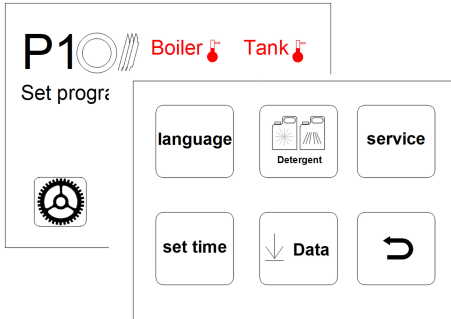 P1
Boiler
Tank
Set progra
language
Detergent
service
set time
Data